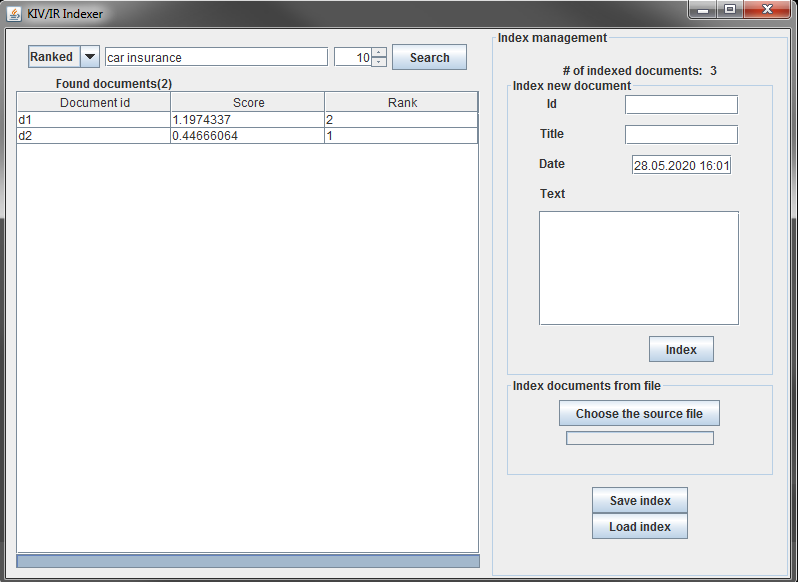 KIV/IR Indexer
Ranked car insurance 10 Search
Found documents(2)
Document id Score Rank
d1 1.1974337 2
d2 0.44666064 1
Index management
# of indexed documents: 3
Index new document
Id
Title
Date 28.05.2020 16:01
Text
Index
Index documents from file
Choose the source file
Save index
Load index